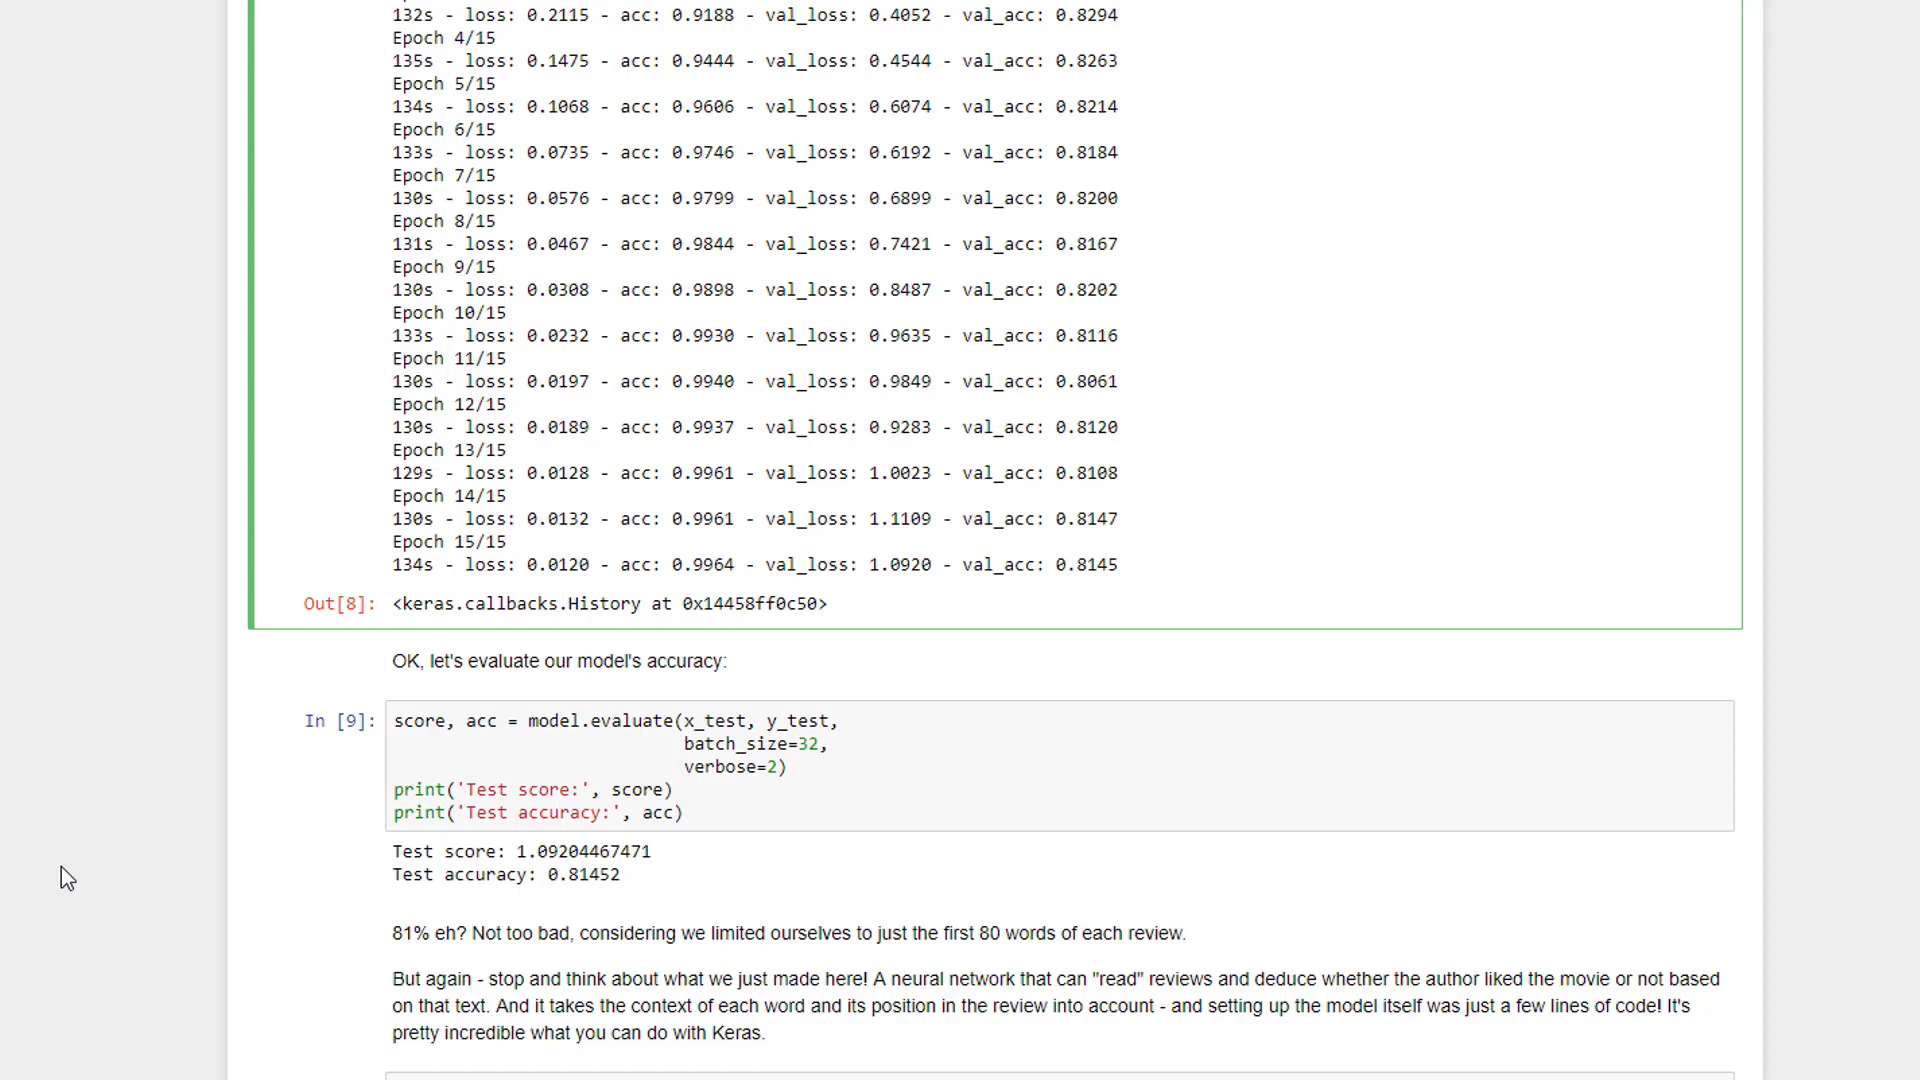 132s - loss: 0.2115 - acc: 0.9188 - val_loss: 0.4052 - val_acc: 0.8294
Epoch 4/15
135s - loss: 0.1475 - acc: 0.9444 - val_loss: 0.4544 - val_acc: 0.8263
Epoch 5/15
134s - loss: 0.1068 - acc: 0.9606 - val_loss: 0.6074 - val_acc: 0.8214
Epoch 6/15
133s - loss: 0.0735 - acc: 0.9746 - val_loss: 0.6192 - val_acc: 0.8184
Epoch 7/15
130s - loss: 0.0576 - acc: 0.9799 - val_loss: 0.6899 - val_acc: 0.8200
Epoch 8/15
131s - loss: 0.0467 - acc: 0.9844 - val_loss: 0.7421 - val_acc: 0.8167
Epoch 9/15
130s - loss: 0.0308 - acc: 0.9898 - val_loss: 0.8487 - val_acc: 0.8202
Epoch 10/15
133s - loss: 0.0232 - acc: 0.9930 - val_loss: 0.9635 - val_acc: 0.8116
Epoch 11/15
130s - loss: 0.0197 - acc: 0.9940 - val_loss: 0.9849 - val_acc: 0.8061
Epoch 12/15
130s - loss: 0.0189 - acc: 0.9937 - val_loss: 0.9283 - val_acc: 0.8120
Epoch 13/15
129s - loss: 0.0128 - acc: 0.9961 - val_loss: 1.0023 - val_acc: 0.8108
Epoch 14/15
130s - loss: 0.0132 - acc: 0.9961 - val_loss: 1.1109 - val_acc: 0.8147
Epoch 15/15
134s - loss: 0.0120 - acc: 0.9964 - val_loss: 1.0920 - val_acc: 0.8145
Out[8]: <keras.callbacks.History at 0x14458ff0c50>
OK, let's evaluate our model's accuracy:
In [9]: score, acc = model.evaluate(x_test, y_test,
batch_size=32,
verbose=2)
print('Test score:', score)
print('Test accuracy:', acc)
Test score: 1.09204467471
Test accuracy: 0.81452
81% eh? Not too bad, considering we limited ourselves to just the first 80 words of each review.
But again - stop and think about what we just made here! A neural network that can "read" reviews and deduce whether the author liked the movie or not based
on that text. And it takes the context of each word and its position in the review into account - and setting up the model itself was just a few lines of code! It's
pretty incredible what you can do with Keras.